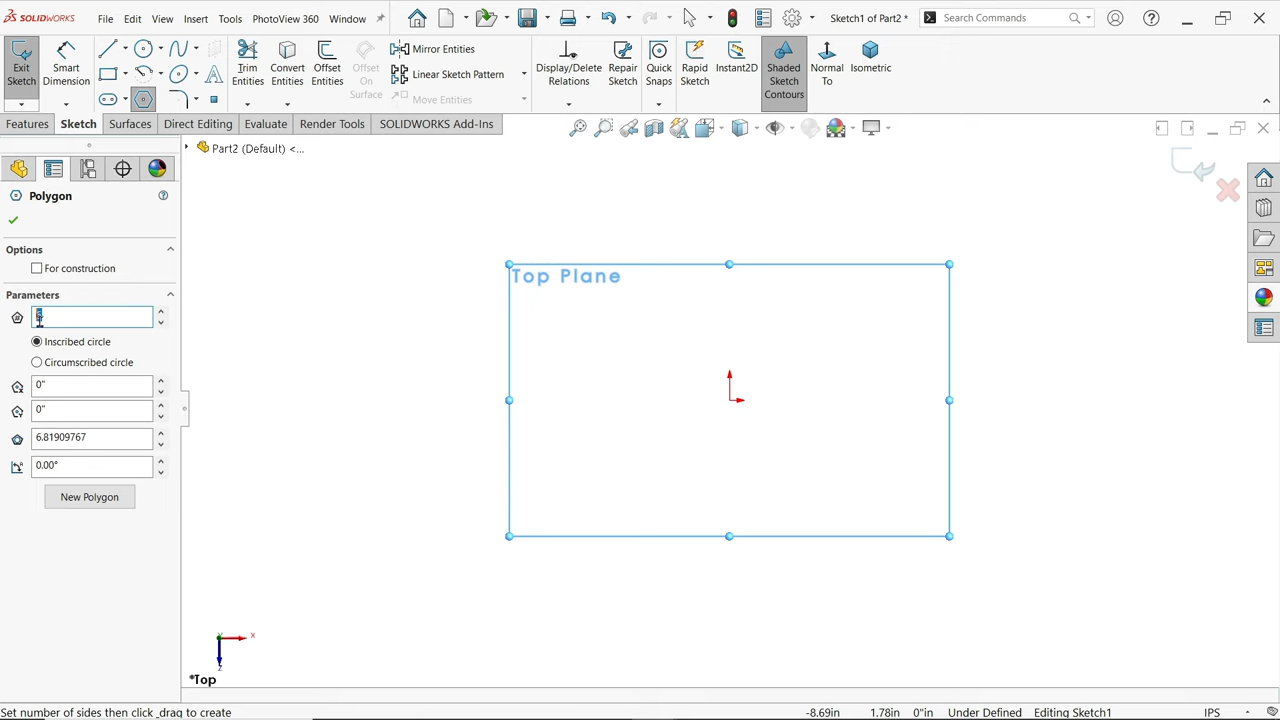 SOLIDWORKS
File Edit View Insert Tools PhotoView 360 Window
Sketch1 of Part2 *
Search Commands
Exit Sketch
Smart Dimension
Trim Entities
Convert Entities
Offset Entities
Offset On Surface
Mirror Entities
Linear Sketch Pattern
Move Entities
Display/Delete Relations
Repair Sketch
Quick Snaps
Rapid Sketch
Instant2D
Shaded Sketch Contours
Normal To
Isometric
Features Sketch Surfaces Direct Editing Evaluate Render Tools SOLIDWORKS Add-Ins
Part2 (Default) <...
Polygon
Options
For construction
Parameters
Inscribed circle
Circumscribed circle
0"
0"
6.81909767
0.00°
New Polygon
Top Plane
Y
X
Z
*Top
Set number of sides then click _drag to create
-8.69in 1.78in 0"in Under Defined Editing Sketch1 IPS